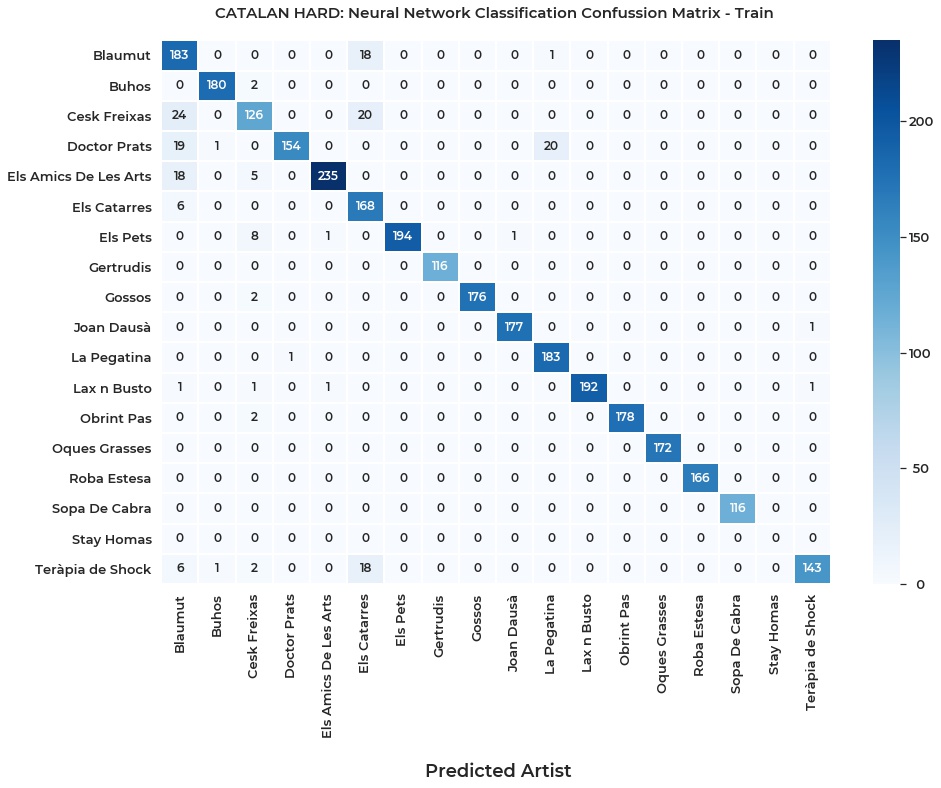 CATALAN HARD: Neural Network Classification Confussion Matrix - Train
Blaumut 183 0 0 0 0 18 0 0 0 0 1 0 0 0 0 0 0 0
Buhos 0 180 2 0 0 0 0 0 0 0 0 0 0 0 0 0 0 0
Cesk Freixas 24 0 126 0 0 20 0 0 0 0 0 0 0 0 0 0 0 0
Doctor Prats 19 1 0 154 0 0 0 0 0 0 20 0 0 0 0 0 0 0
Els Amics De Les Arts 18 0 5 0 235 0 0 0 0 0 0 0 0 0 0 0 0 0
Els Catarres 6 0 0 0 0 168 0 0 0 0 0 0 0 0 0 0 0 0
Els Pets 0 0 8 0 1 0 194 0 0 1 0 0 0 0 0 0 0 0
Gertrudis 0 0 0 0 0 0 0 116 0 0 0 0 0 0 0 0 0 0
Gossos 0 0 2 0 0 0 0 0 176 0 0 0 0 0 0 0 0 0
Joan Dausà 0 0 0 0 0 0 0 0 0 177 0 0 0 0 0 0 0 1
La Pegatina 0 0 0 1 0 0 0 0 0 0 183 0 0 0 0 0 0 0
Lax n Busto 1 0 1 0 1 0 0 0 0 0 0 192 0 0 0 0 0 1
Obrint Pas 0 0 2 0 0 0 0 0 0 0 0 0 178 0 0 0 0 0
Oques Grasses 0 0 0 0 0 0 0 0 0 0 0 0 0 172 0 0 0 0
Roba Estesa 0 0 0 0 0 0 0 0 0 0 0 0 0 0 166 0 0 0
Sopa De Cabra 0 0 0 0 0 0 0 0 0 0 0 0 0 0 0 116 0 0
Stay Homas 0 0 0 0 0 0 0 0 0 0 0 0 0 0 0 0 0 0
Teràpia de Shock 6 1 2 0 0 18 0 0 0 0 0 0 0 0 0 0 0 143
Blaumut
Buhos
Cesk Freixas
Doctor Prats
Els Amics De Les Arts
Els Catarres
Els Pets
Gertrudis
Gossos
Joan Dausà
La Pegatina
Lax n Busto
Obrint Pas
Oques Grasses
Roba Estesa
Sopa De Cabra
Stay Homas
Teràpia de Shock
Predicted Artist
200
150
100
50
0